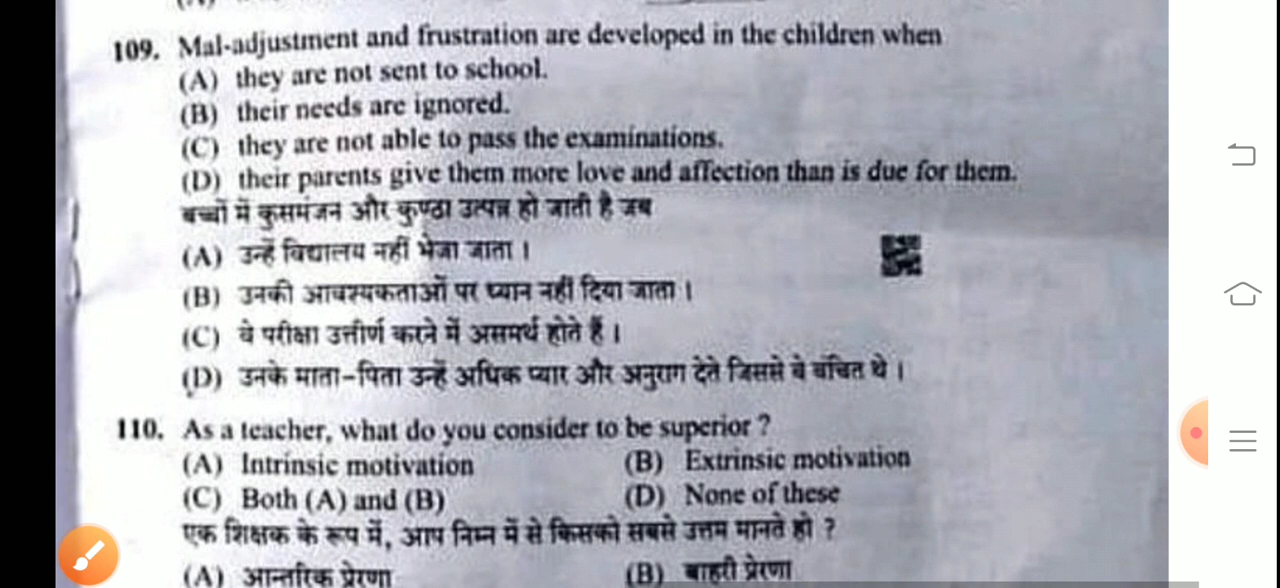 109. Mal-adjustment and frustration are developed in the children when
(A) they are not sent to school.
(B) their needs are ignored.
(C) they are not able to pass the examinations.
(D) their parents give them more love and affection than is due for them.
बच्चों में कुसमंजन और कुण्ठा उत्पन्न हो जाती है जब
(A) उन्हें विद्यालय नहीं भेजा जाता ।
(B) उनकी आवश्यकताओं पर ध्यान नहीं दिया जाता ।
(C) वे परीक्षा उत्तीर्ण करने में असमर्थ होते हैं ।
(D) उनके माता-पिता उन्हें अधिक प्यार और अनुराग देते जिससे वे वंचित थे ।
110. As a teacher, what do you consider to be superior ?
(A) Intrinsic motivation (B) Extrinsic motivation
(C) Both (A) and (B) (D) None of these
एक शिक्षक के रूप में, आप निम्न में से किसको सबसे उत्तम मानते हो ?
(A) आन्तरिक प्रेरणा (B) बाहरी प्रेरणा